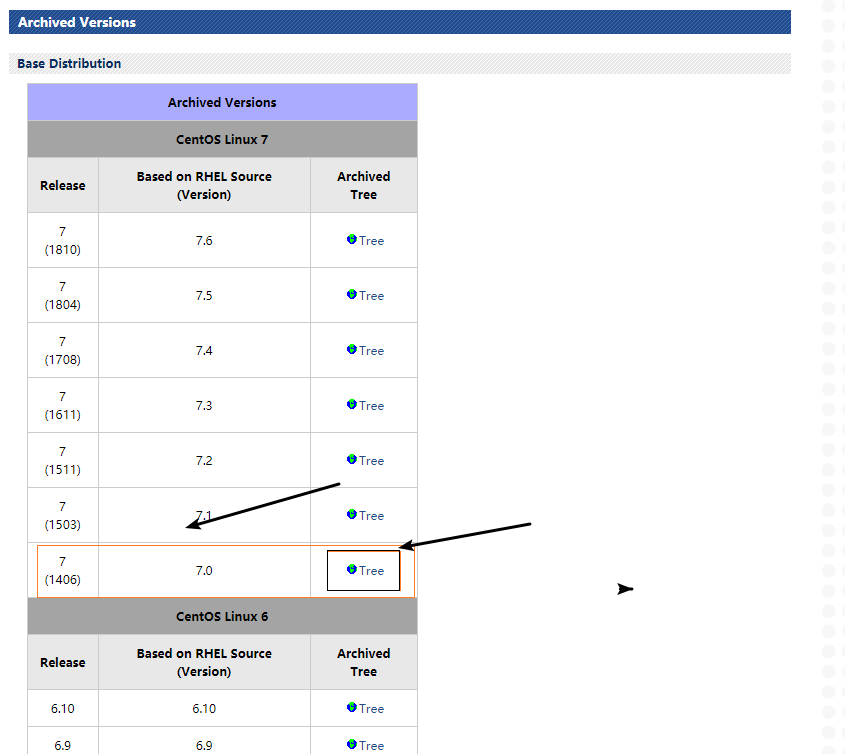 Archived Versions
Base Distribution
Archived Versions
CentOS Linux 7
Release Based on RHEL Source (Version) Archived Tree
7 (1810) 7.6 Tree
7 (1804) 7.5 Tree
7 (1708) 7.4 Tree
7 (1611) 7.3 Tree
7 (1511) 7.2 Tree
7 (1503) 7.1 Tree
7 (1406) 7.0 Tree
CentOS Linux 6
Release Based on RHEL Source (Version) Archived Tree
6.10 6.10 Tree
6.9 6.9 Tree